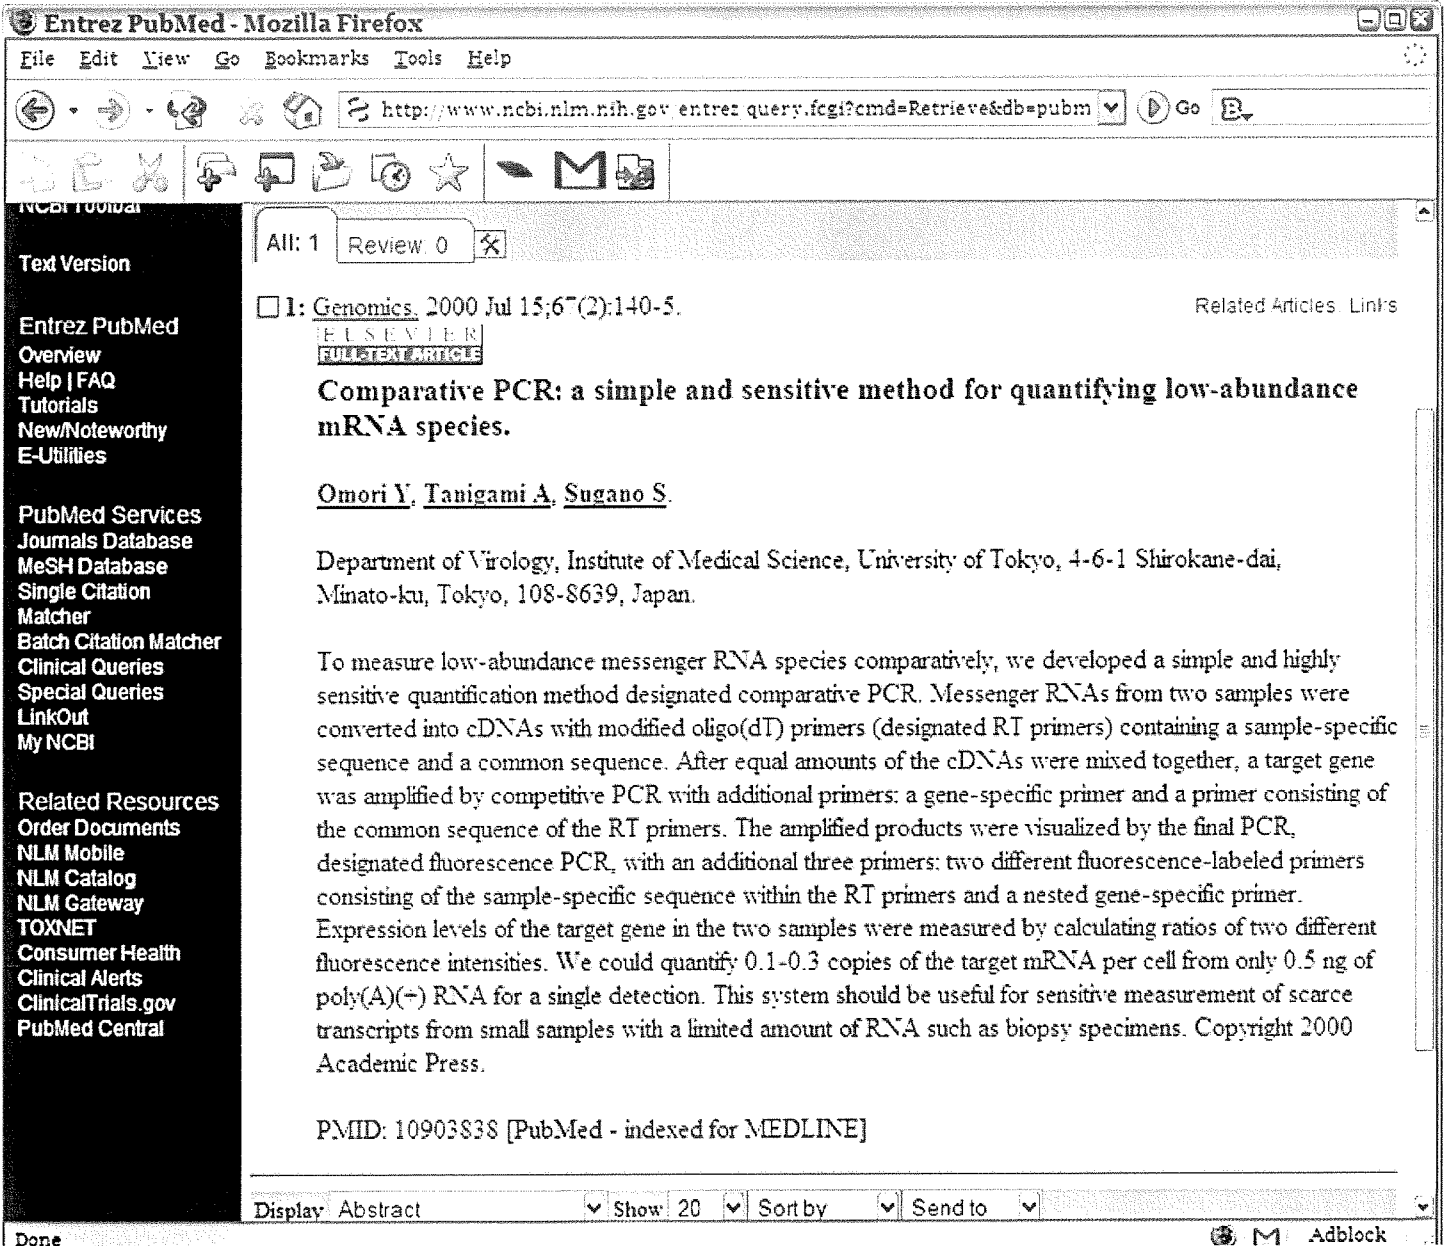 Entrez PubMed - Mozilla Firefox
File Edit View Go Bookmarks Tools Help
http://www.ncbi.nlm.nih.gov/entrez/query.fcgi?cmd=Retrieve&db=pubm Go
NCBI Toolbar
All: 1 Review: 0
Text Version
1: Genomics. 2000 Jul 15;67(2):140-5. Related Articles, Links
ELSEVIER
FULL-TEXT ARTICLE
Comparative PCR: a simple and sensitive method for quantifying low-abundance
mRNA species.
Omori Y, Tanigami A, Sugano S.
Department of Virology, Institute of Medical Science, University of Tokyo, 4-6-1 Shirokane-dai,
Minato-ku, Tokyo, 108-8639, Japan.
To measure low-abundance messenger RNA species comparatively, we developed a simple and highly
sensitive quantification method designated comparative PCR. Messenger RNAs from two samples were
converted into cDNAs with modified oligo(dT) primers (designated RT primers) containing a sample-specific
sequence and a common sequence. After equal amounts of the cDNAs were mixed together, a target gene
was amplified by competitive PCR with additional primers: a gene-specific primer and a primer consisting of
the common sequence of the RT primers. The amplified products were visualized by the final PCR,
designated fluorescence PCR, with an additional three primers: two different fluorescence-labeled primers
consisting of the sample-specific sequence within the RT primers and a nested gene-specific primer.
Expression levels of the target gene in the two samples were measured by calculating ratios of two different
fluorescence intensities. We could quantify 0.1-0.3 copies of the target mRNA per cell from only 0.5 ng of
poly(A)(+) RNA for a single detection. This system should be useful for sensitive measurement of scarce
transcripts from small samples with a limited amount of RNA such as biopsy specimens. Copyright 2000
Academic Press.
PMID: 10903838 [PubMed - indexed for MEDLINE]
Entrez PubMed
Overview
Help | FAQ
Tutorials
New/Noteworthy
E-Utilities
PubMed Services
Journals Database
MeSH Database
Single Citation
Matcher
Batch Citation Matcher
Clinical Queries
Special Queries
LinkOut
My NCBI
Related Resources
Order Documents
NLM Mobile
NLM Catalog
NLM Gateway
TOXNET
Consumer Health
Clinical Alerts
ClinicalTrials.gov
PubMed Central
Display Abstract Show 20 Sort by Send to
Done Adblock